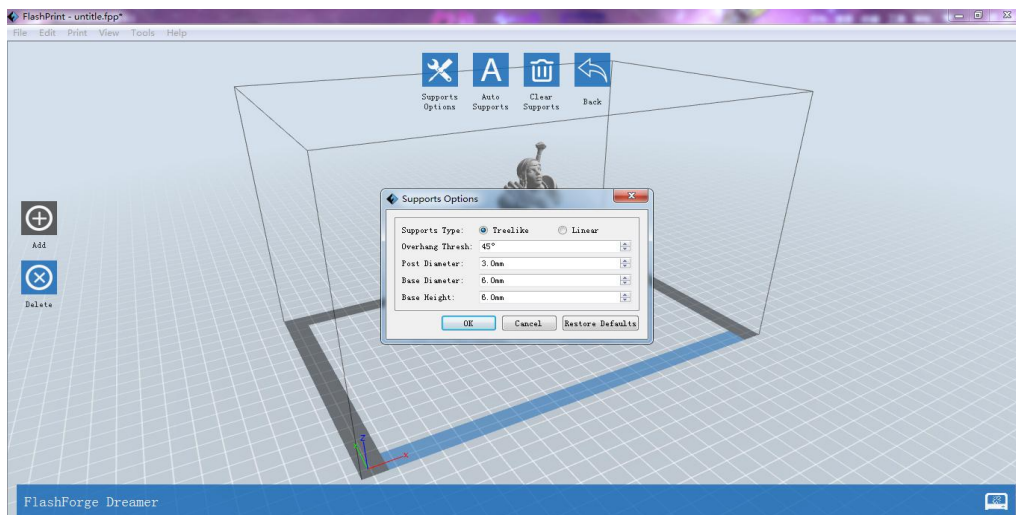 FlashPrint - untitle.fpp*
File Edit Print View Tools Help
Supports Options
Auto Supports
Clear Supports
Back
Add
Delete
Supports Options
Supports Type: Treelike Linear
Overhang Thresh: 45°
Post Diameter: 3.0mm
Base Diameter: 6.0mm
Base Height: 6.0mm
OK Cancel Restore Defaults
z
x
FlashForge Dreamer